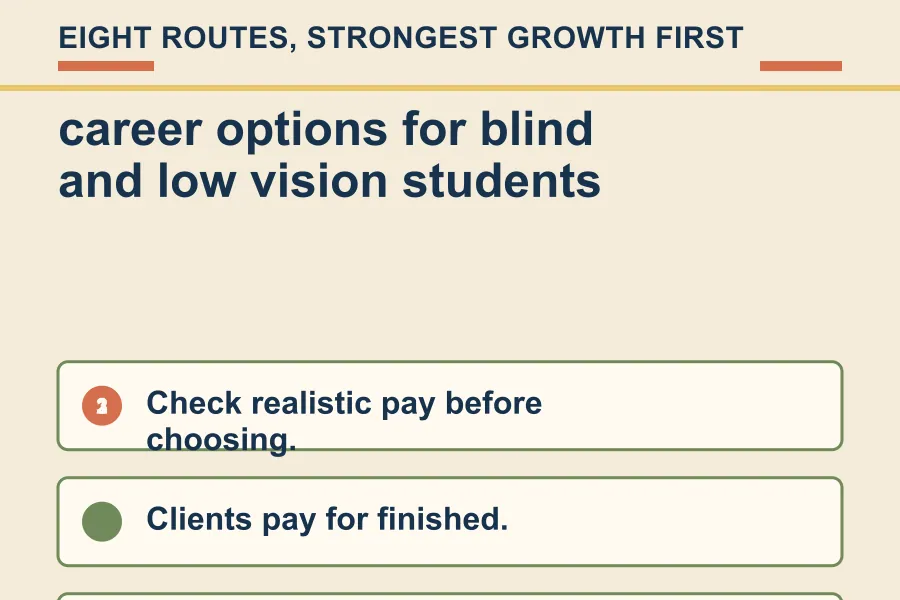 EIGHT ROUTES, STRONGEST GROWTH FIRST
career options for blind
and low vision students
Check realistic pay before
choosing.
Clients pay for finished.